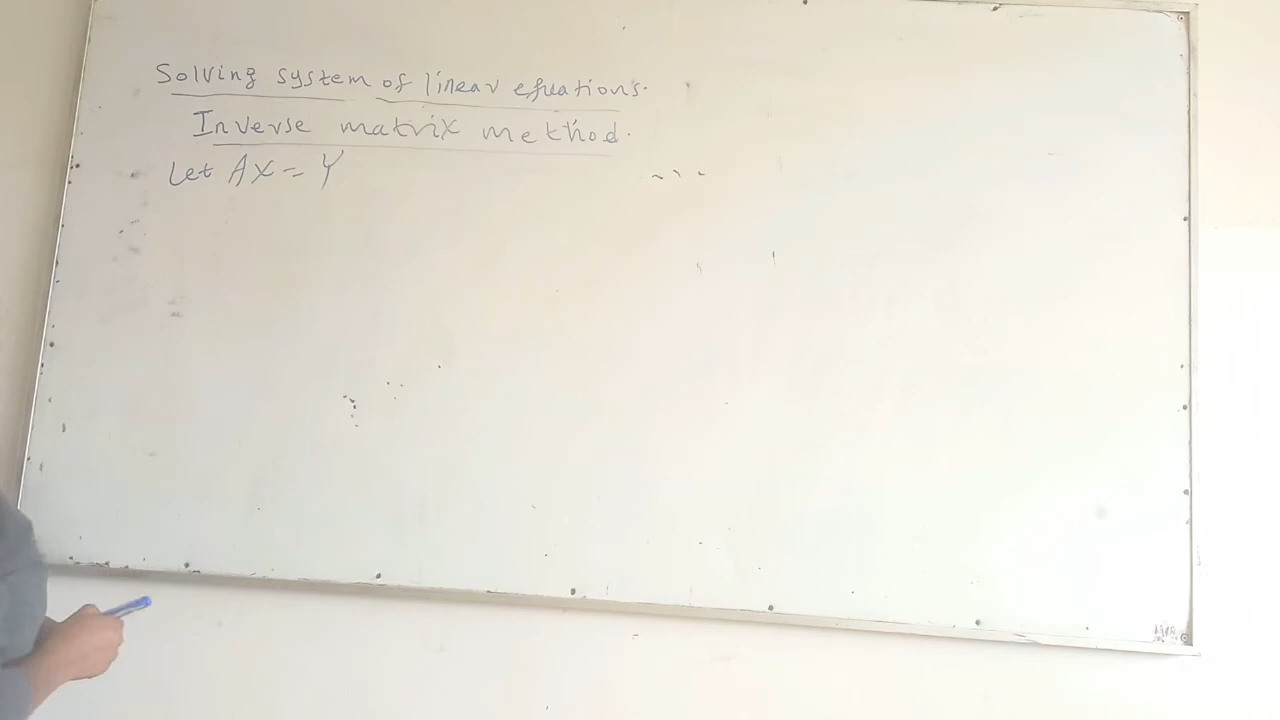 Solving system of linear equations.
Inverse matrix method.
Let AX = Y